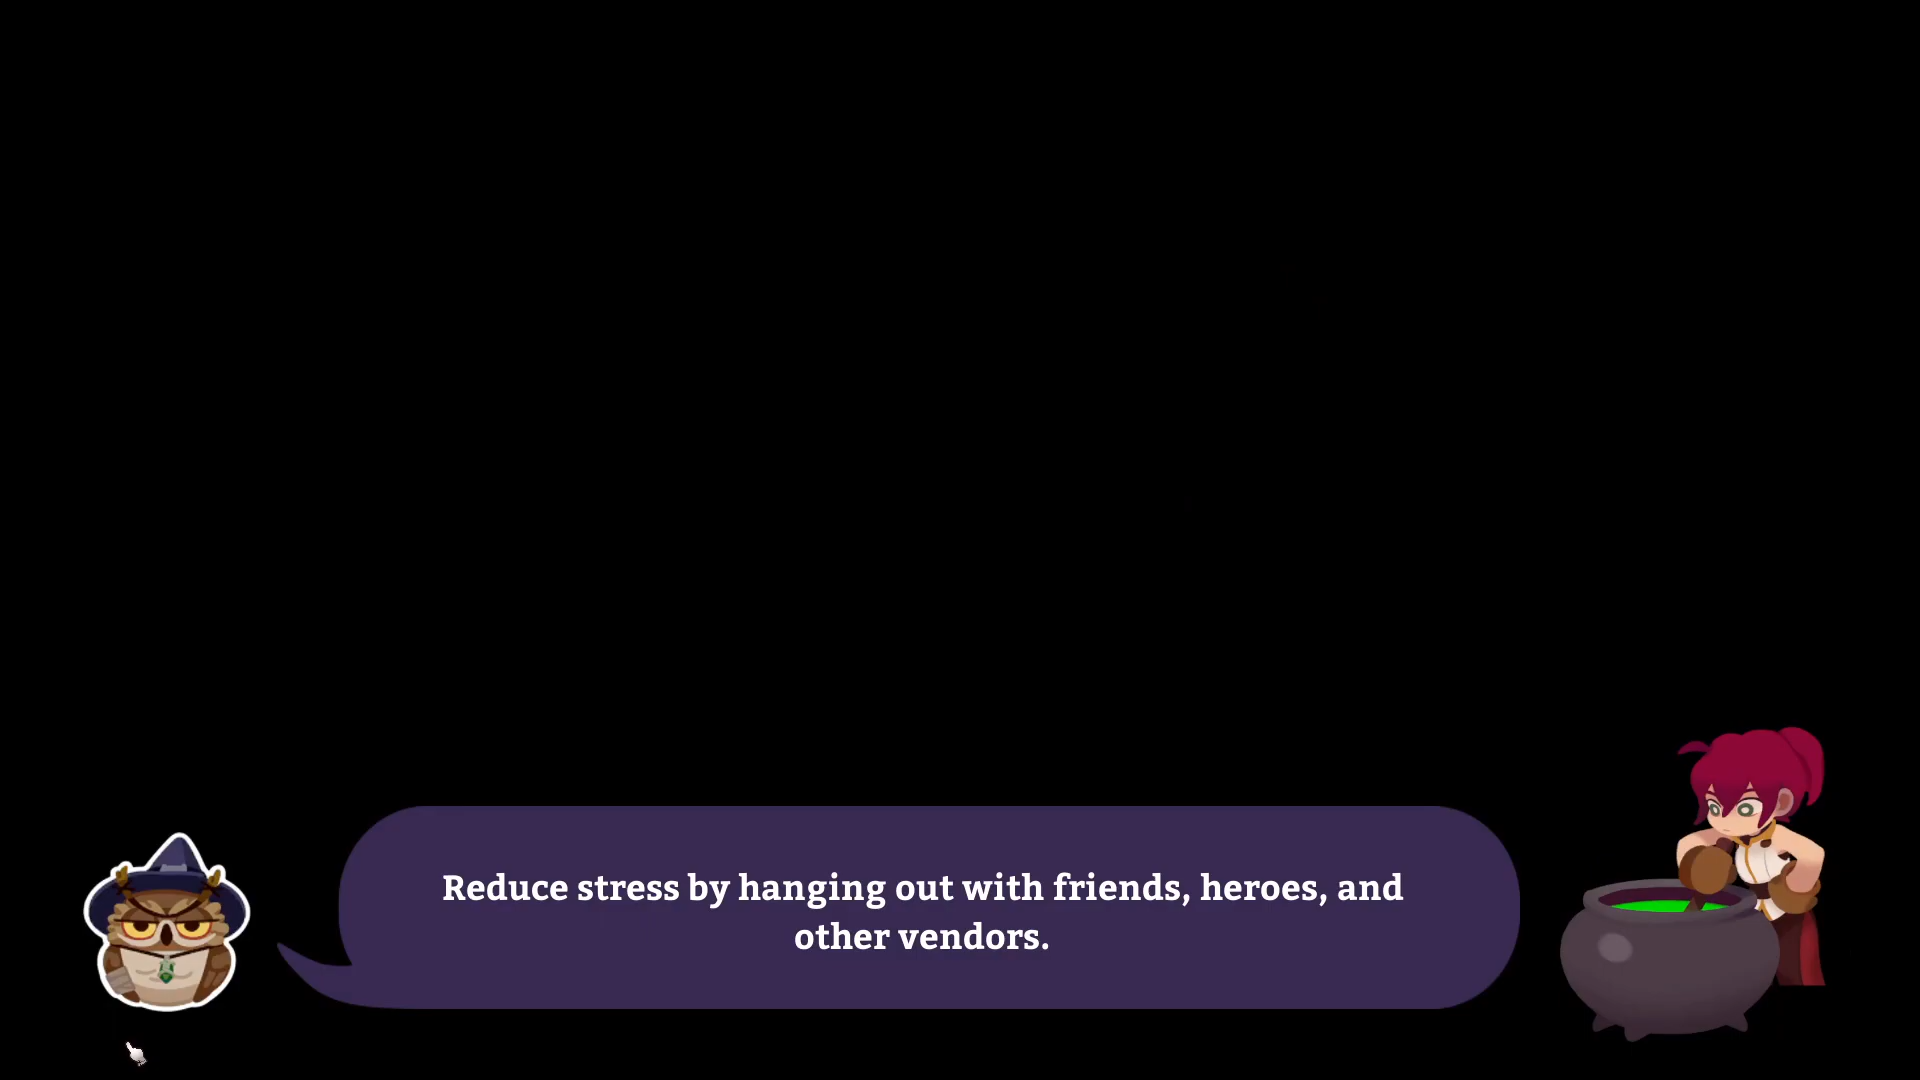 Reduce stress by hanging out with friends, heroes, and
other vendors.